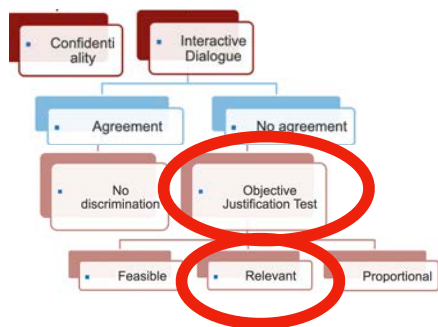 Confidenti
ality
Interactive
Dialogue
Agreement
No agreement
No
discrimination
Objective
Justification Test
Feasible
Relevant
Proportional